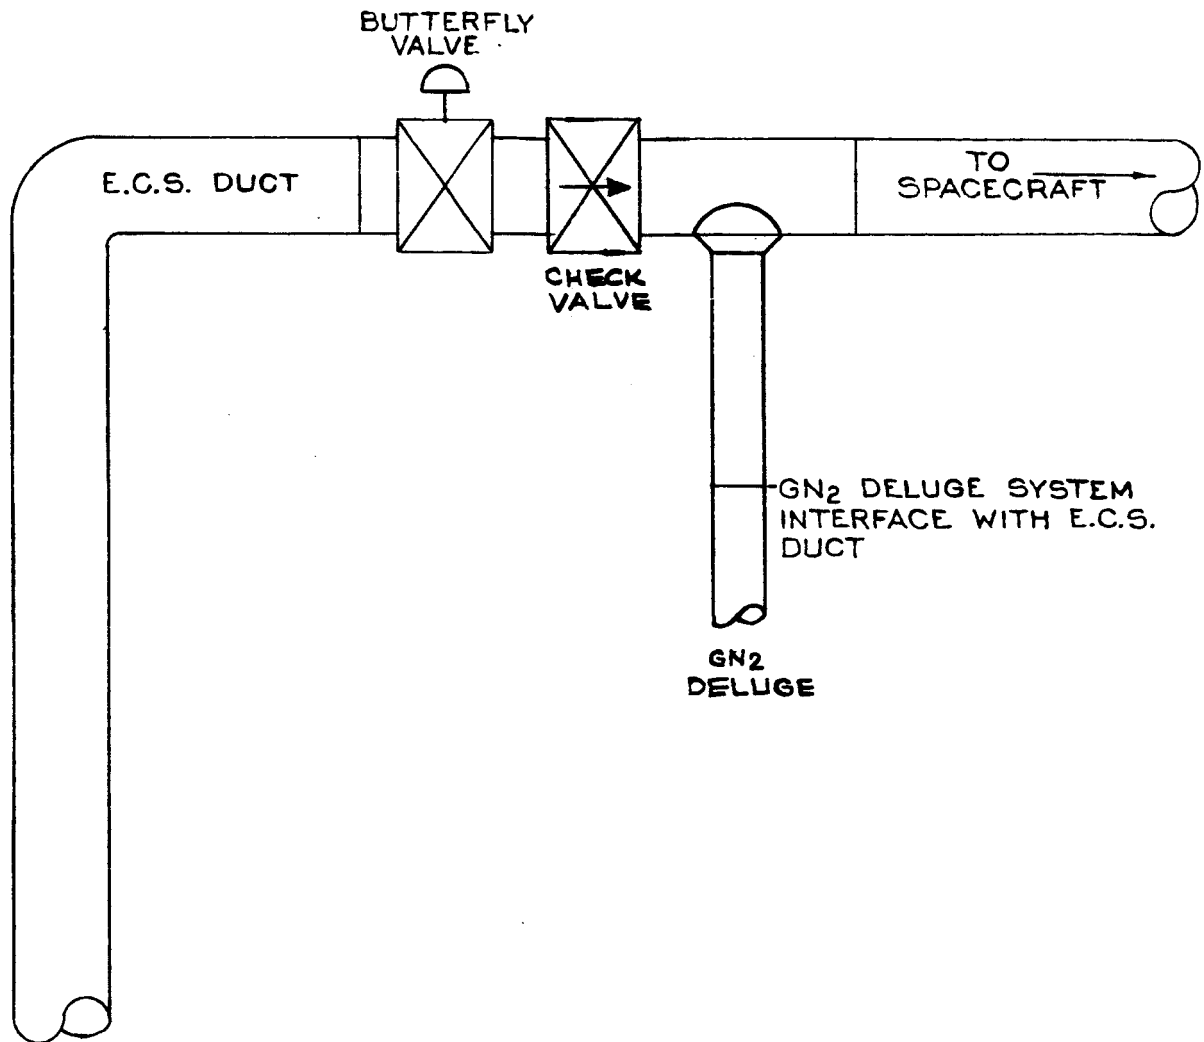 BUTTERFLY
VALVE
E.C.S. DUCT
TO
SPACECRAFT
CHECK
VALVE
GN2 DELUGE SYSTEM
INTERFACE WITH E.C.S.
DUCT
GN2
DELUGE